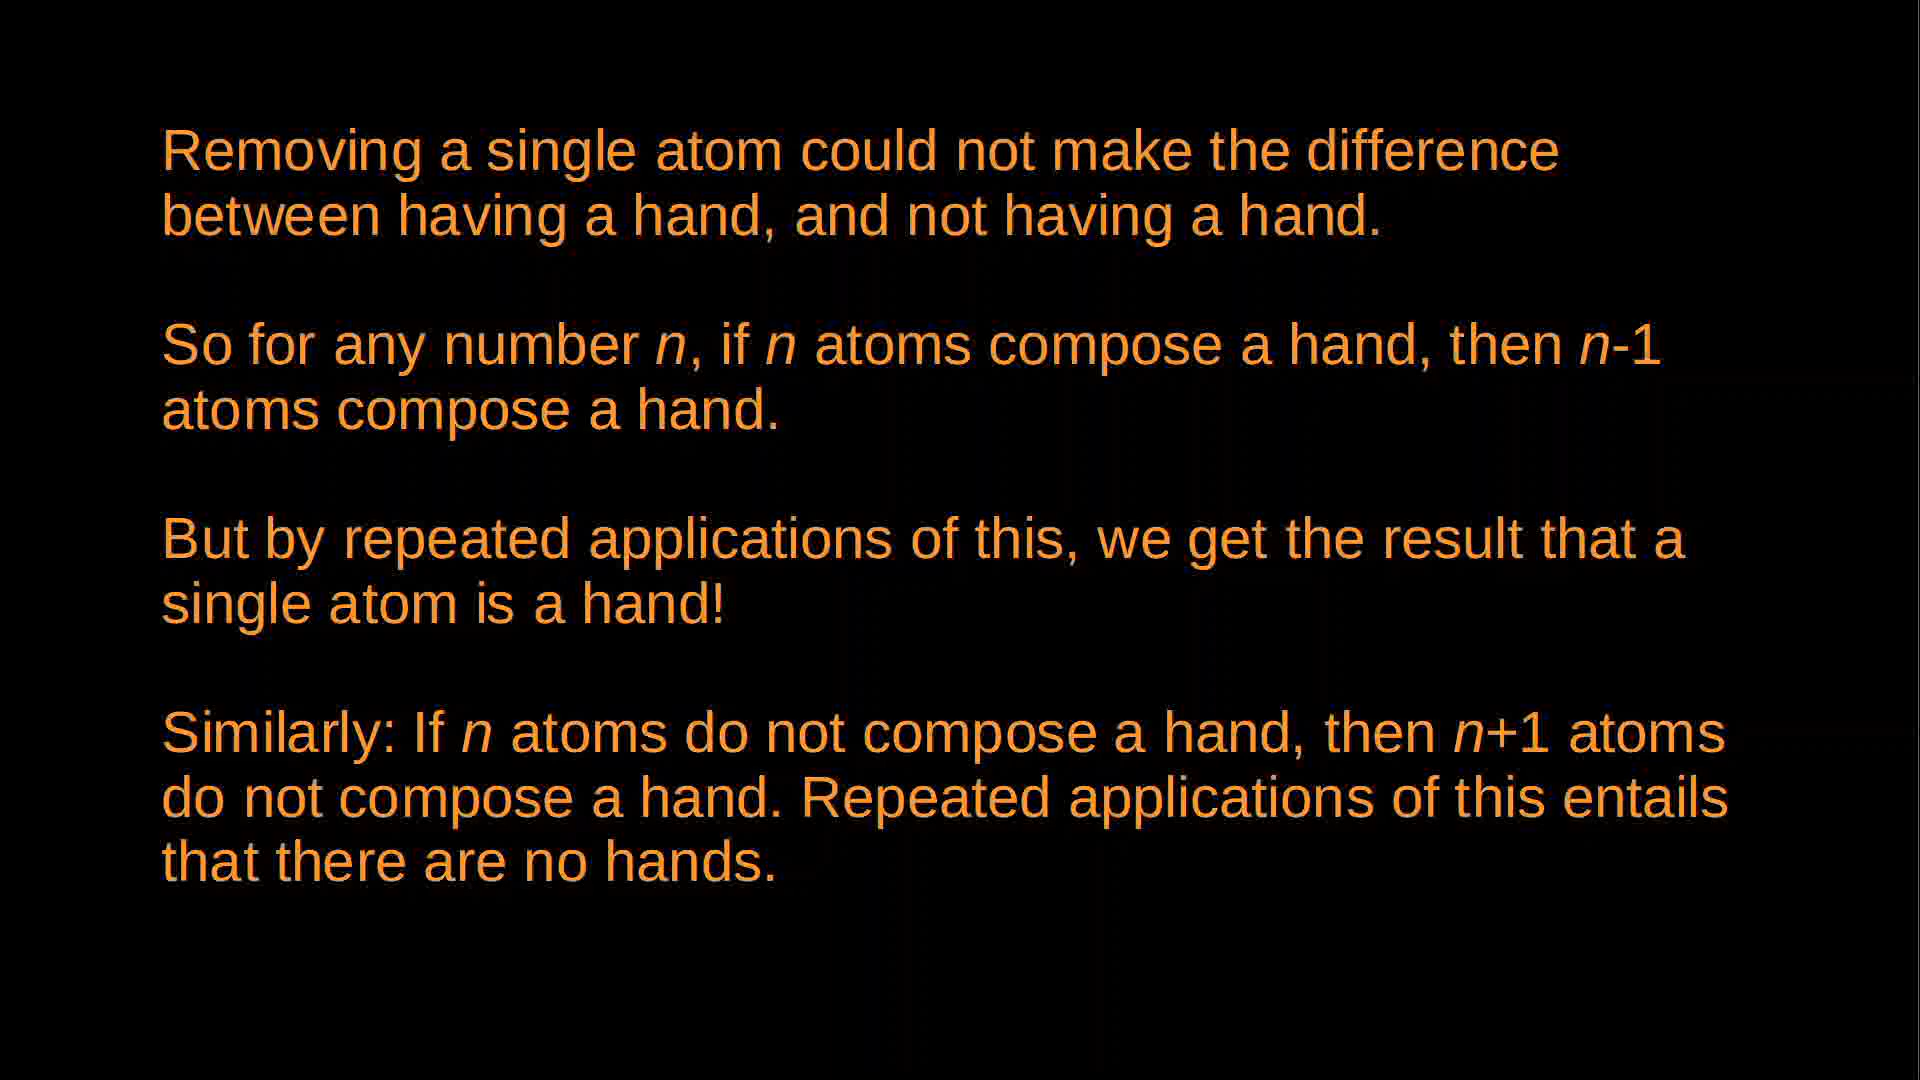 Removing a single atom could not make the difference
between having a hand, and not having a hand.
So for any number n, if n atoms compose a hand, then n-1
atoms compose a hand.
But by repeated applications of this, we get the result that a
single atom is a hand!
Similarly: If n atoms do not compose a hand, then n+1 atoms
do not compose a hand. Repeated applications of this entails
that there are no hands.